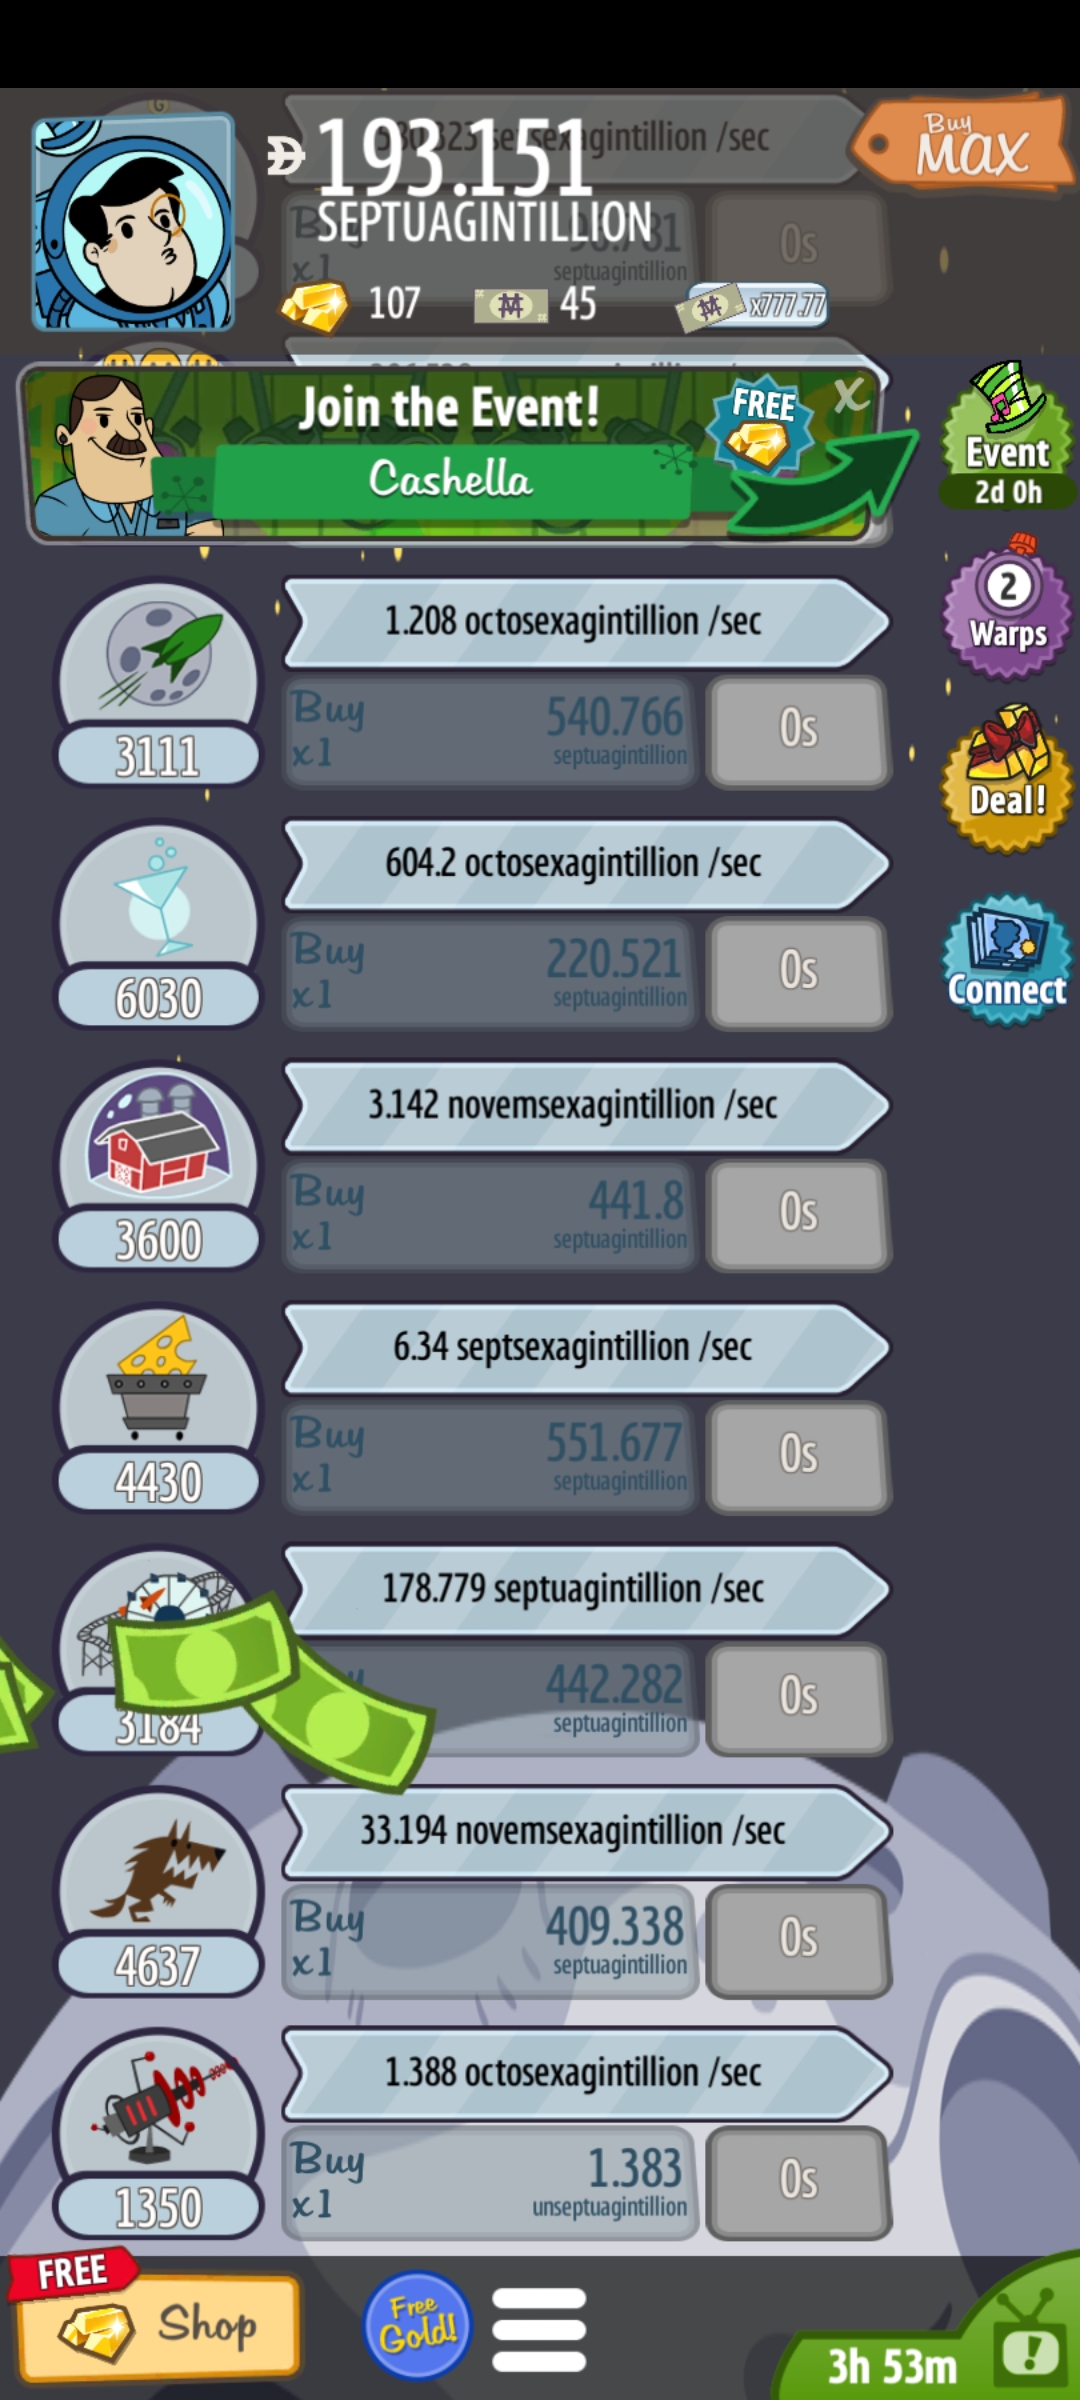 193.151
SEPTUAGINTILLION
Buy
MAX
/sec
Buy
x1
septuagintillion
0s
107
45
x777.77
Join the Event!
FREE
X
Cashella
Event
2d 0h
1.208 octosexagintillion /sec
Buy
x1
540.766
septuagintillion
0s
3111
2
Warps
Deal!
604.2 octosexagintillion /sec
Buy
x1
220.521
septuagintillion
0s
6030
Connect
3.142 novemsexagintillion /sec
Buy
x1
441.8
septuagintillion
0s
3600
6.34 septsexagintillion /sec
Buy
x1
551.677
septuagintillion
0s
4430
178.779 septuagintillion /sec
442.282
septuagintillion
0s
3184
33.194 novemsexagintillion /sec
Buy
x1
409.338
septuagintillion
0s
4637
1.388 octosexagintillion /sec
Buy
x1
1.383
unseptuagintillion
0s
1350
FREE
Shop
Free
Gold!
3h 53m